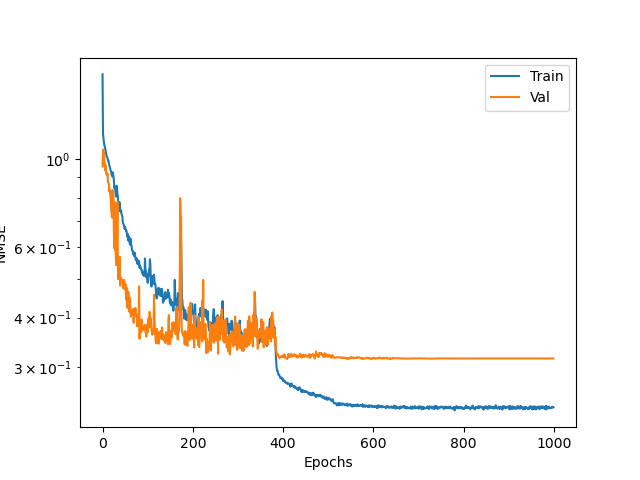 Train
Val
10⁰
6 × 10⁻¹
4 × 10⁻¹
3 × 10⁻¹
NMSE
0 200 400 600 800 1000
Epochs